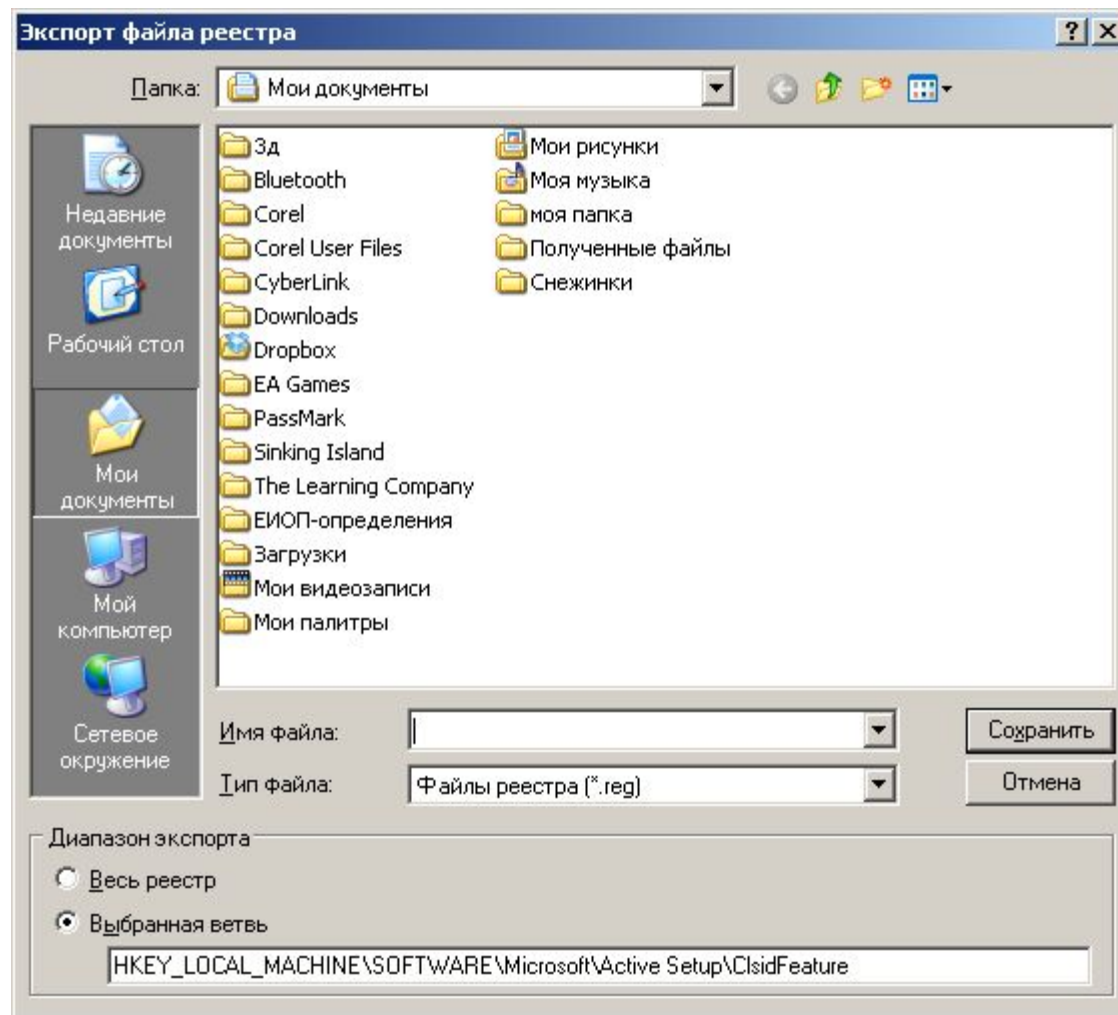 Экспорт файла реестра
Папка: Мои документы
Недавние документы
Рабочий стол
Мои документы
Мой компьютер
Сетевое окружение
3д
Bluetooth
Corel
Corel User Files
CyberLink
Downloads
Dropbox
EA Games
PassMark
Sinking Island
The Learning Company
ЕИОП-определения
Загрузки
Мои видеозаписи
Мои палитры
Мои рисунки
Моя музыка
моя папка
Полученные файлы
Снежинки
Имя файла:
Сохранить
Тип файла: Файлы реестра (*.reg)
Отмена
Диапазон экспорта
Весь реестр
Выбранная ветвь
HKEY_LOCAL_MACHINE\SOFTWARE\Microsoft\Active Setup\ClsidFeature